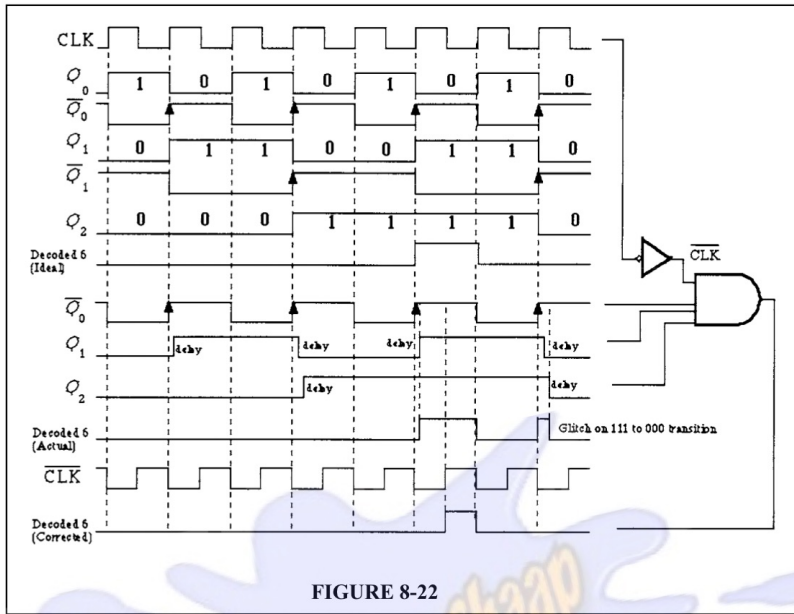 CLK
Q0 1 0 1 0 1 0 1 0
Q̅0
Q1 0 1 1 0 0 1 1 0
Q̅1
Q2 0 0 0 1 1 1 1 0
Decoded 6
(Ideal)
C̅L̅K̅
Q̅0
Q1 delay delay delay delay
Q2 delay delay
Decoded 6
(Actual)
Glitch on 111 to 000 transition
C̅L̅K̅
Decoded 6
(Corrected)
FIGURE 8-22